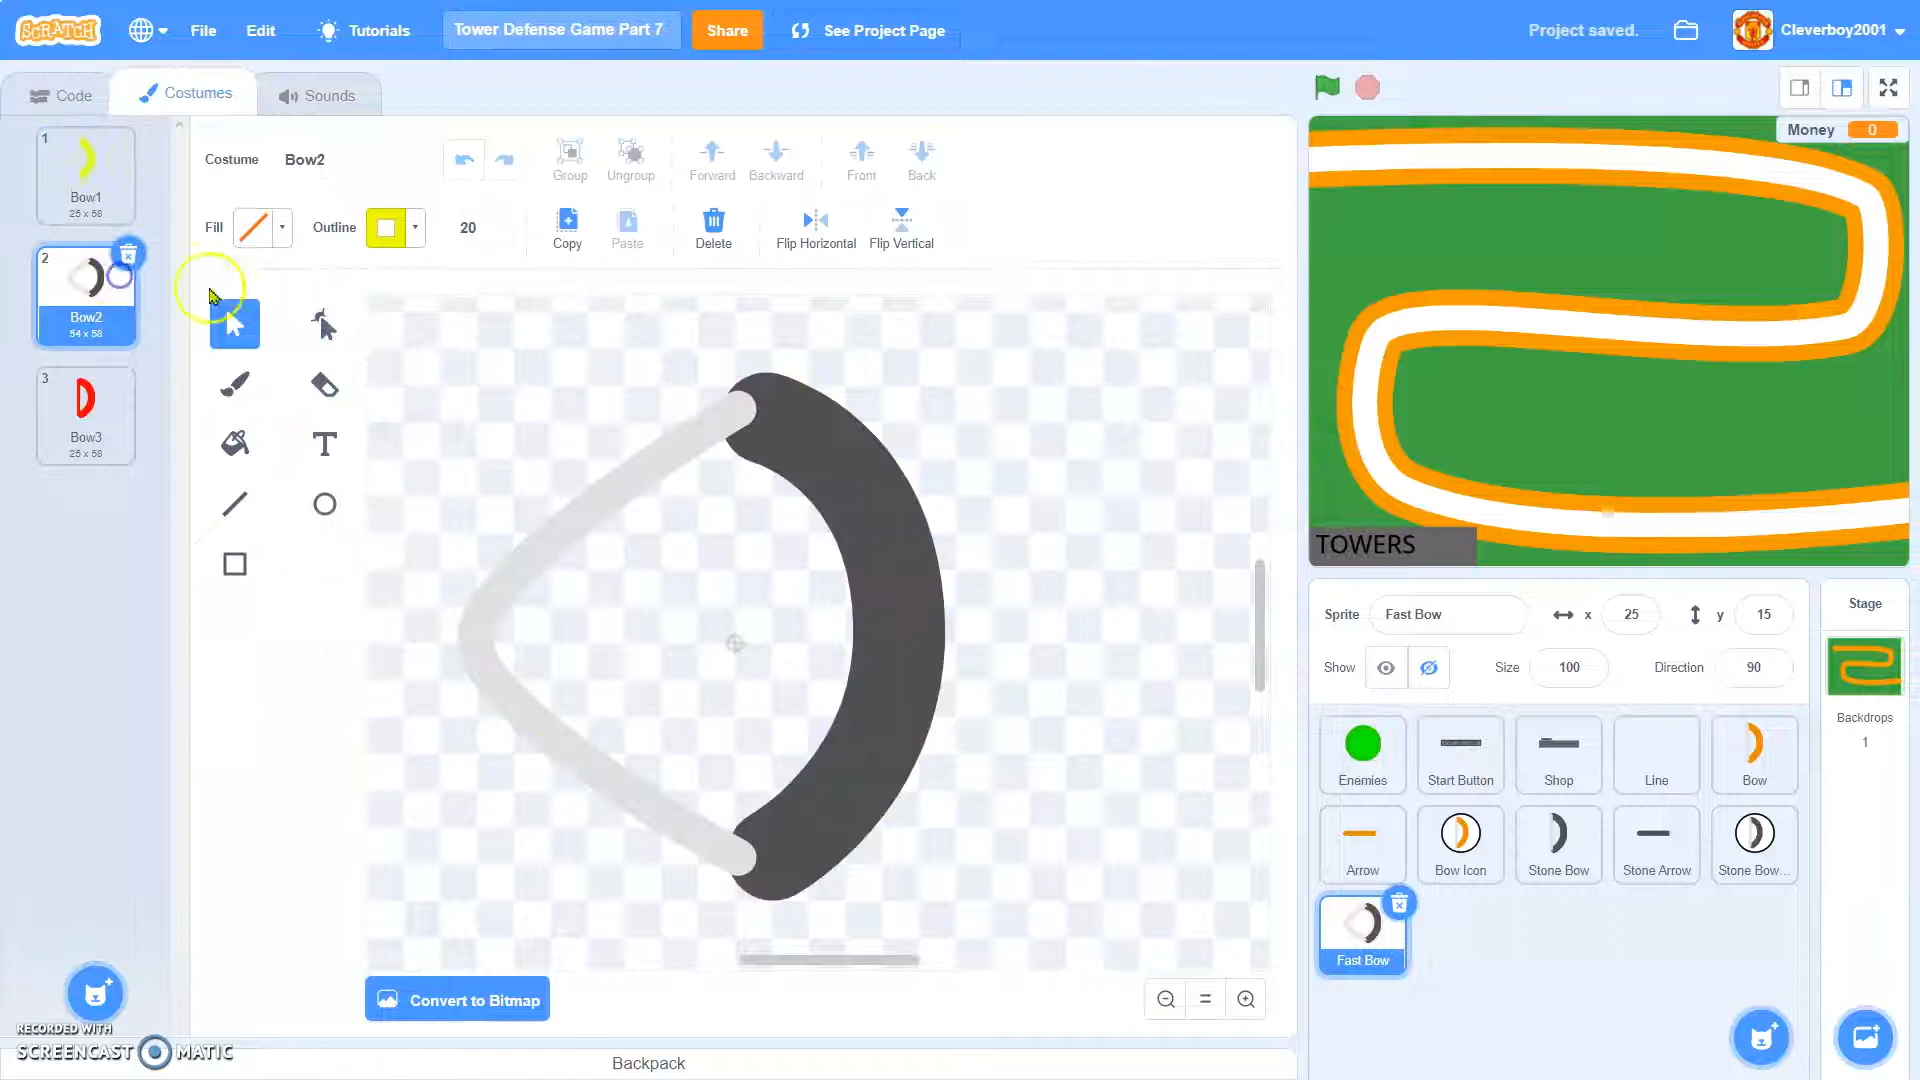 SCRATCH
File
Edit
Tutorials
Tower Defense Game Part 7
Share
See Project Page
Project saved.
Cleverboy2001
Code
Costumes
Sounds
1
Bow1
25 x 58
2
Bow2
54 x 58
3
Bow3
25 x 58
Costume
Bow2
Group
Ungroup
Forward
Backward
Front
Back
Fill
Outline
20
Copy
Paste
Delete
Flip Horizontal
Flip Vertical
T
Convert to Bitmap
Backpack
RECORDED WITH
SCREENCAST MATIC
Money 0
TOWERS
Sprite
Fast Bow
x
25
y
15
Show
Size
100
Direction
90
Enemies
Start Button
Shop
Line
Bow
Arrow
Bow Icon
Stone Bow
Stone Arrow
Stone Bow...
Fast Bow
Stage
Backdrops
1